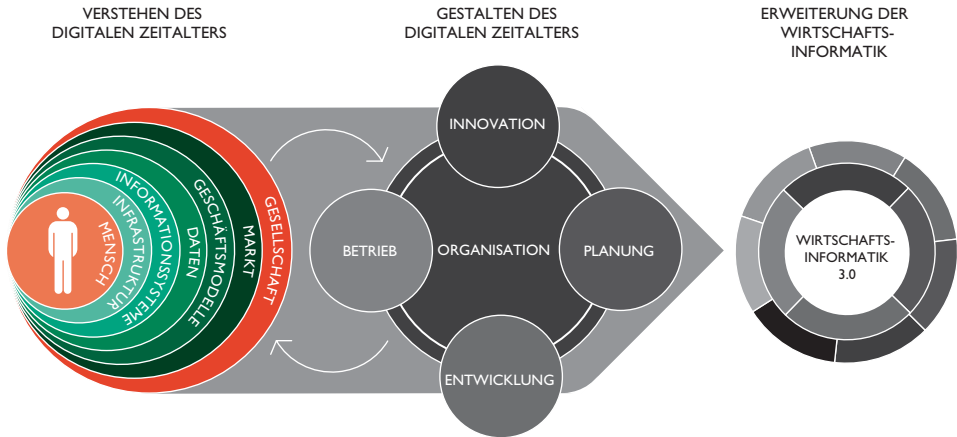 VERSTEHEN DES
DIGITALEN ZEITALTERS
GESTALTEN DES
DIGITALEN ZEITALTERS
ERWEITERUNG DER
WIRTSCHAFTS-
INFORMATIK
MENSCH
INFRASTRUKTUR
INFORMATIONSSYSTEME
DATEN
GESCHÄFTSMODELLE
MARKT
GESELLSCHAFT
INNOVATION
BETRIEB
ORGANISATION
PLANUNG
ENTWICKLUNG
WIRTSCHAFTS-
INFORMATIK
3.0